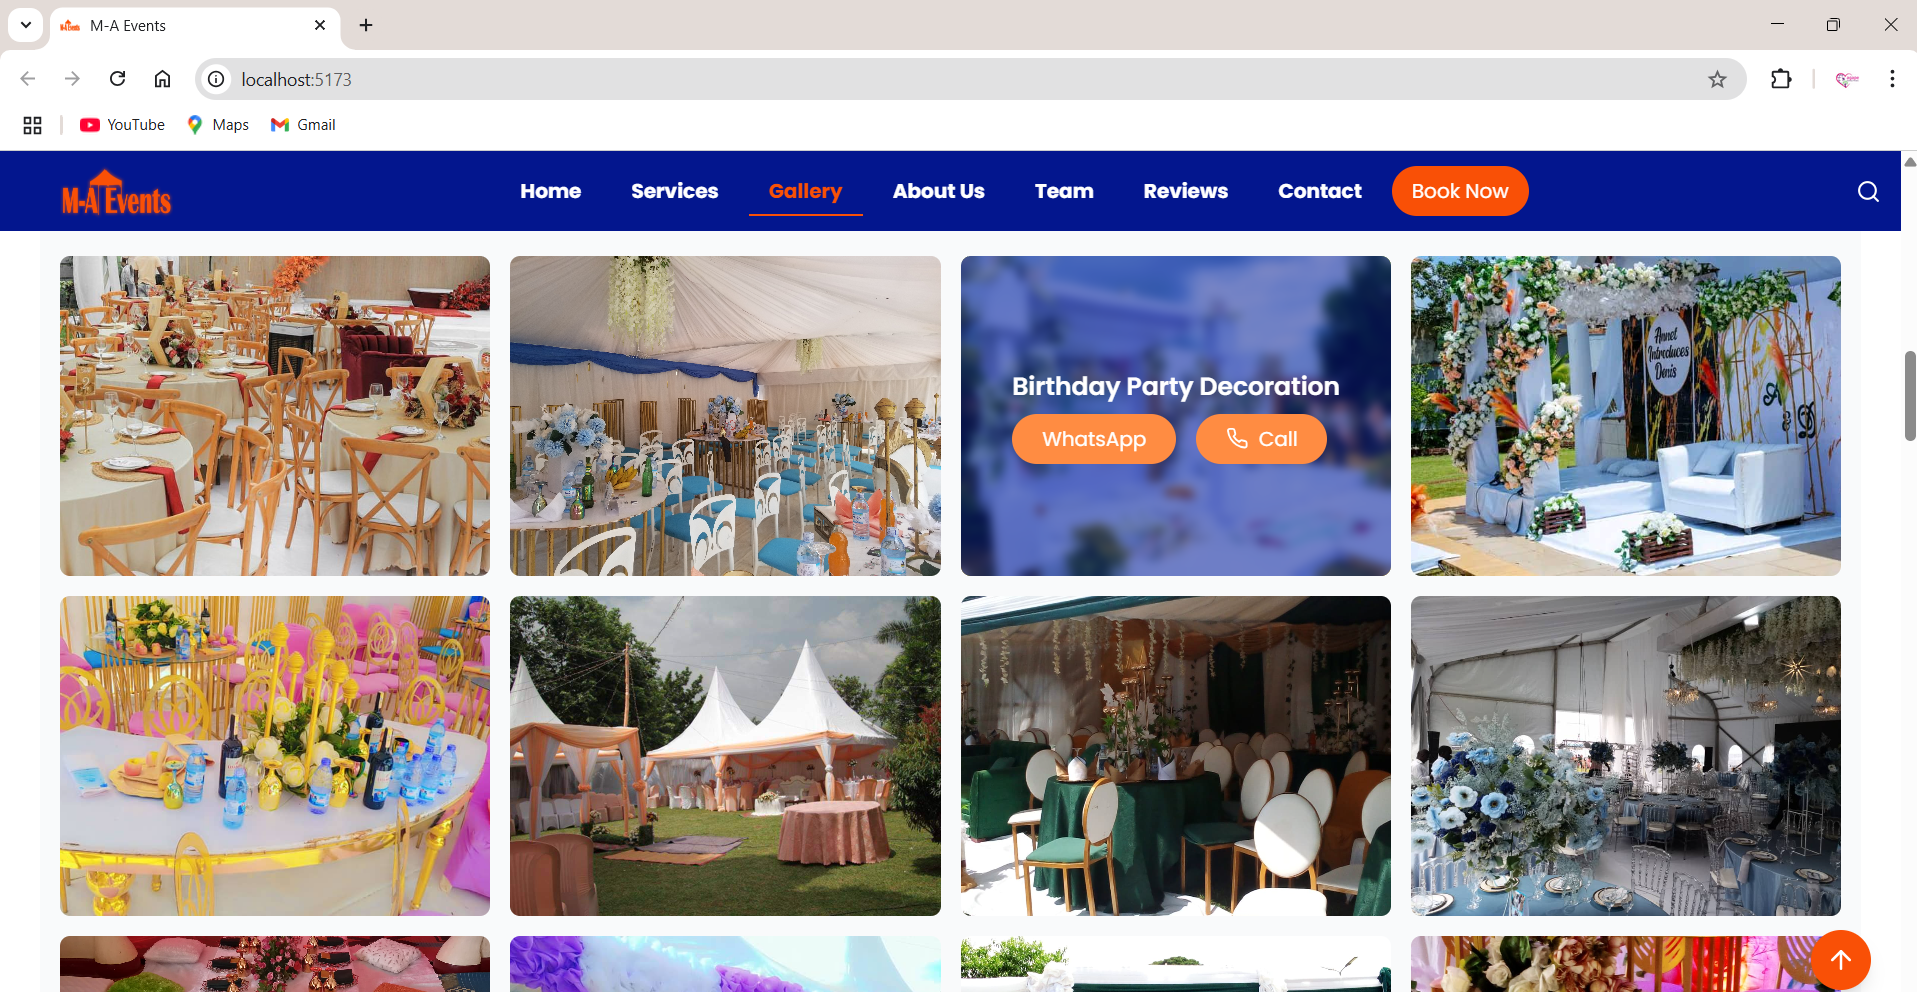 M-A Events
localhost:5173
YouTube Maps Gmail
M-A Events
Home Services Gallery About Us Team Reviews Contact Book Now
Annet
Introduces
Denis
Birthday Party Decoration
WhatsApp Call